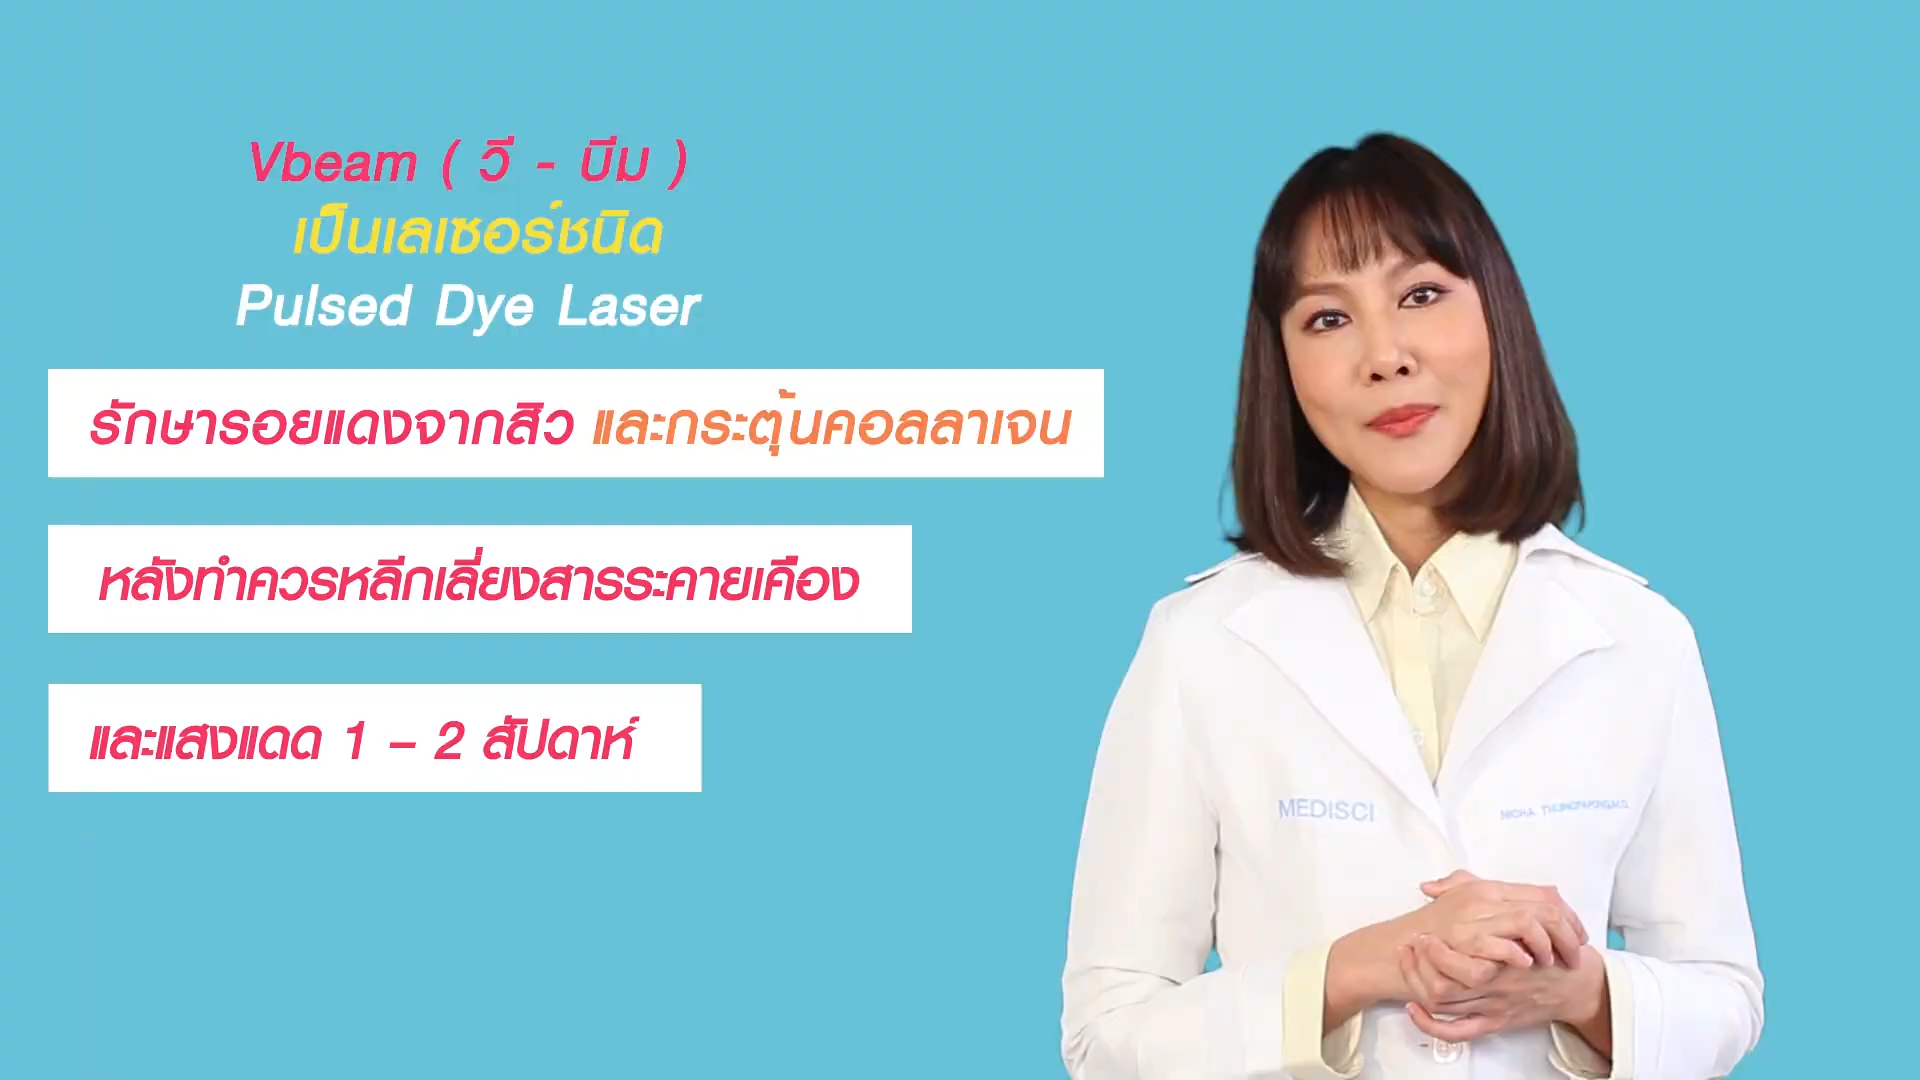 Vbeam ( วี - บีม )
เป็นเลเซอร์ชนิด
Pulsed Dye Laser
รักษารอยแดงจากสิว และกระตุ้นคอลลาเจน
หลังทำควรหลีกเลี่ยงสารระคายเคือง
และแสงแดด 1 – 2 สัปดาห์
MEDISCI
NICHA